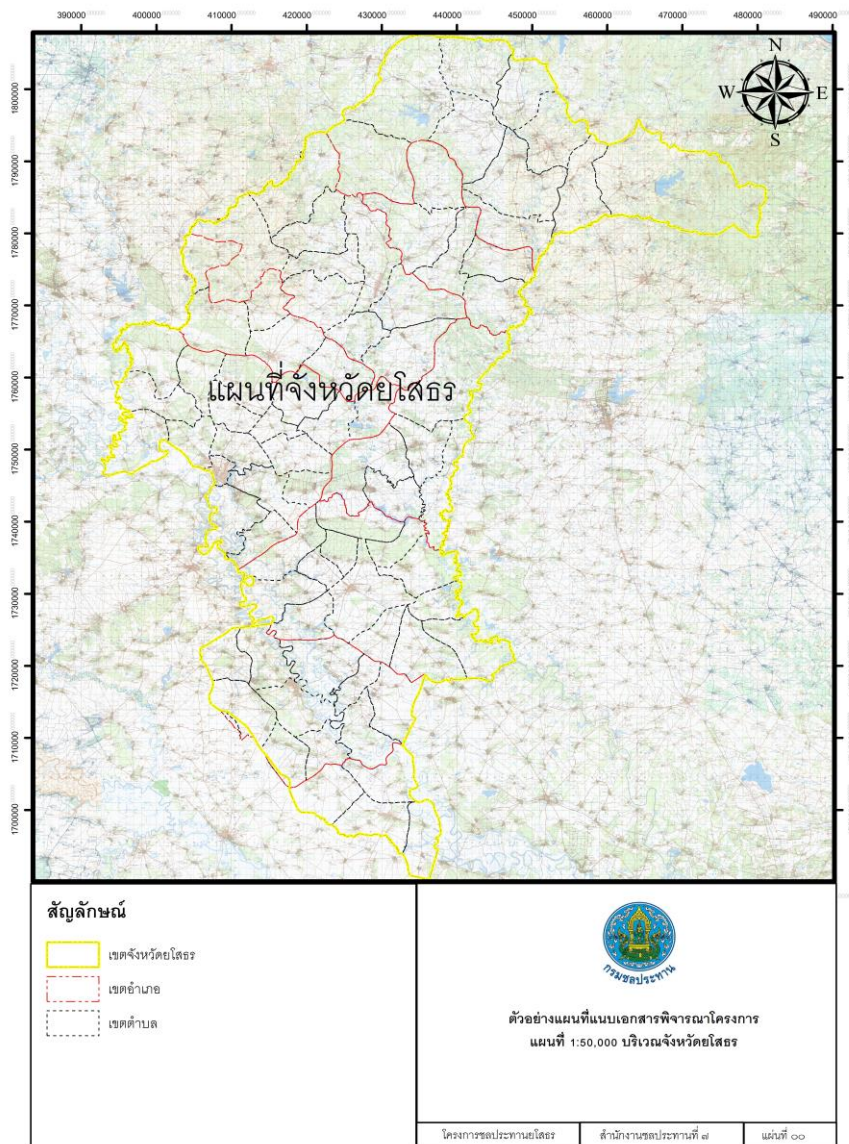 390000 400000 410000 420000 430000 440000 450000 460000 470000 480000 490000
N
W E
S
1800000
1790000
1780000
1770000
1760000
1750000
1740000
1730000
1720000
1710000
1700000
แผนที่จังหวัดยโสธร
สัญลักษณ์
เขตจังหวัดยโสธร
เขตอำเภอ
เขตตำบล
กรมชลประทาน
ตัวอย่างแผนที่แนบเอกสารพิจารณาโครงการ
แผนที่ 1:50,000 บริเวณจังหวัดยโสธร
โครงการชลประทานยโสธร สำนักงานชลประทานที่ ๗ แผ่นที่ ๐๐